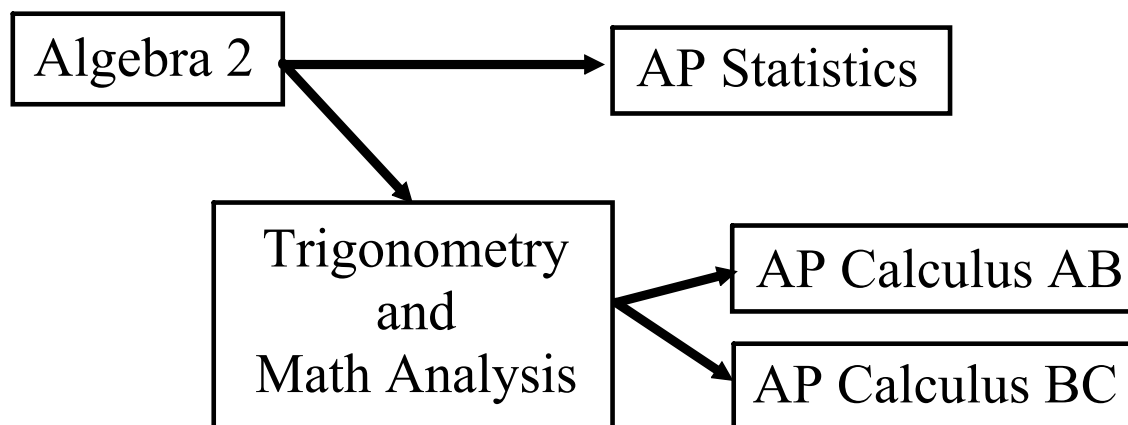 Algebra 2
AP Statistics
Trigonometry
and
Math Analysis
AP Calculus AB
AP Calculus BC